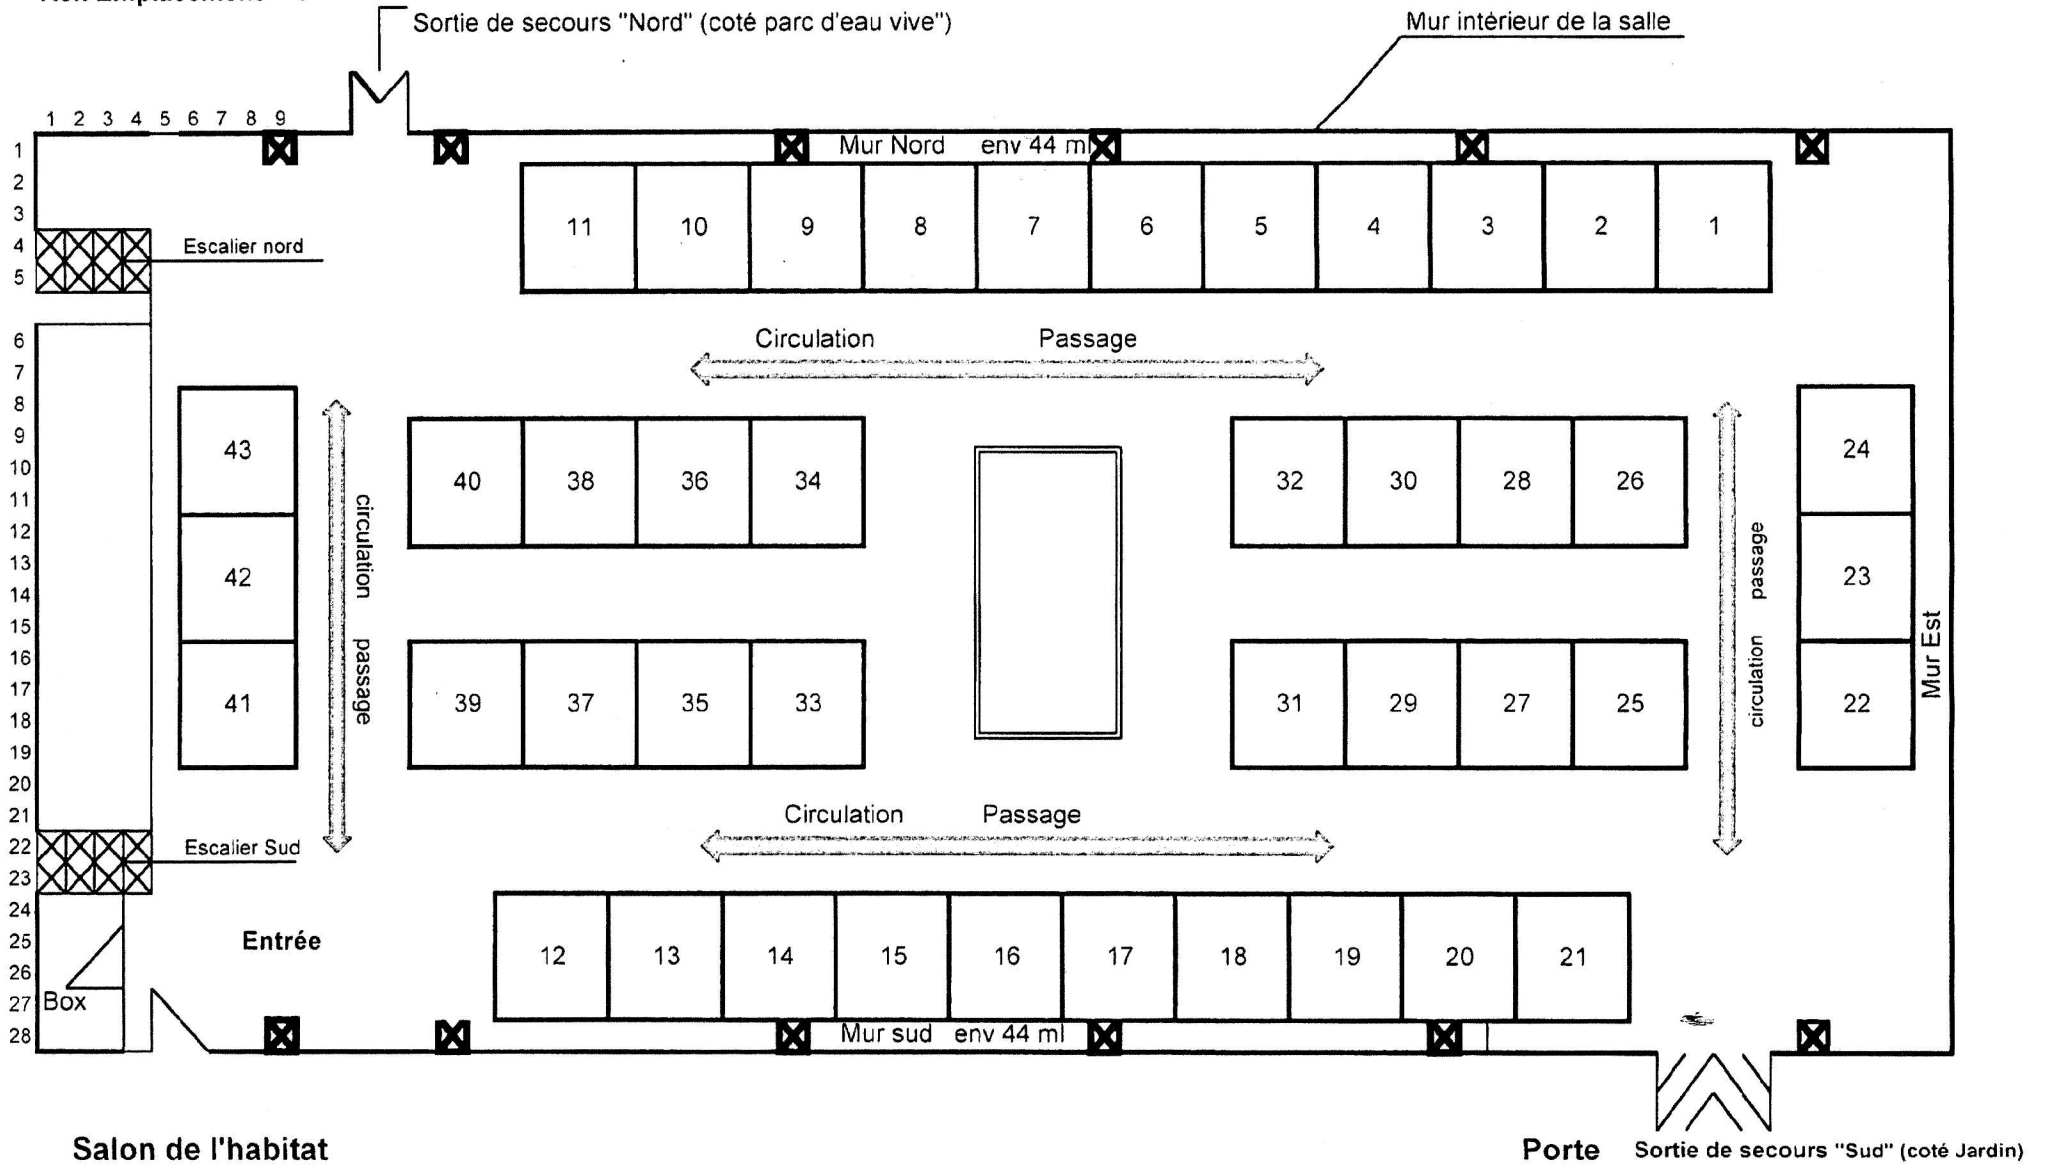 Sortie de secours "Nord" (coté parc d'eau vive")
Mur intérieur de la salle
1 2 3 4 5 6 7 8 9
Mur Nord env 44 ml
1
2
3
4
5
6
7
8
9
10
11
12
13
14
15
16
17
18
19
20
21
22
23
24
25
26
27
28
11 10 9 8 7 6 5 4 3 2 1
Escalier nord
Circulation Passage
43
42
41
circulation passage
40 38 36 34
32 30 28 26
39 37 35 33
31 29 27 25
circulation passage
24
23
22
Mur Est
Circulation Passage
Escalier Sud
Entrée
12 13 14 15 16 17 18 19 20 21
Box
Mur sud env 44 ml
Salon de l'habitat
Porte Sortie de secours "Sud" (coté Jardin)